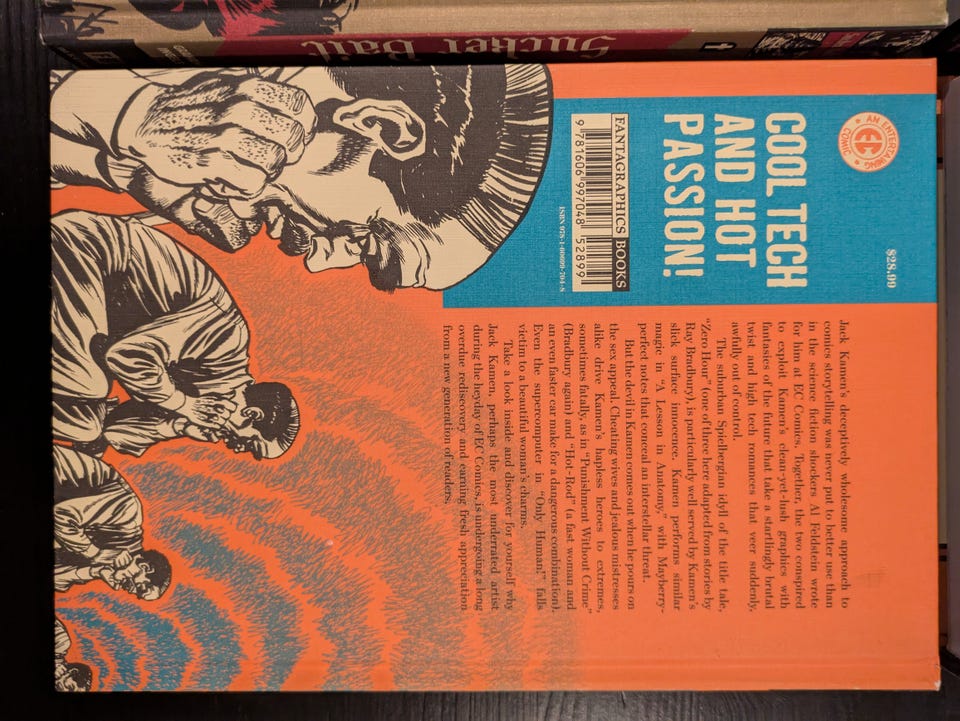 Sucker Bait
AN ENTERTAINING
EC
COMIC
$28.99
COOL TECH
AND HOT
PASSION!
FANTAGRAPHICS BOOKS
9 781606 997048
52899
ISBN 978-1-60699-704-8
Jack Kamen's deceptively wholesome approach to
comics storytelling was never put to better use than
in the science fiction shockers Al Feldstein wrote
for him at EC Comics. Together, the two conspired
to exploit Kamen's clean-yet-lush graphics with
fantasies of the future that take a startlingly brutal
twist and high tech romances that veer suddenly,
awfully out of control.
The suburban Spielbergian idyll of the title tale,
"Zero Hour" (one of three here adapted from stories by
Ray Bradbury), is particularly well served by Kamen's
slick surface innocence. Kamen performs similar
magic in "A Lesson in Anatomy," with Mayberry-
perfect notes that conceal an interstellar threat.
But the devil in Kamen comes out when he pours on
the sex appeal. Cheating wives and jealous mistresses
alike drive Kamen's hapless heroes to extremes,
sometimes fatally, as in "Punishment Without Crime"
(Bradbury again) and "Hot-Rod" (a fast woman and
an even faster car make for a dangerous combination).
Even the supercomputer in "Only Human!" falls
victim to a beautiful woman's charms.
Take a look inside and discover for yourself why
Jack Kamen, perhaps the most underrated artist
during the heyday of EC Comics, is undergoing a long
overdue rediscovery and earning fresh appreciation
from a new generation of readers.